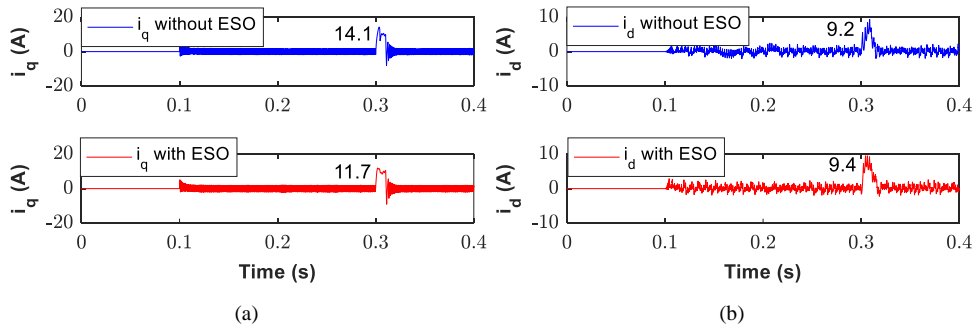 i_q without ESO
14.1
i_q (A)
20
0
-20
0 0.1 0.2 0.3 0.4
i_q with ESO
11.7
i_q (A)
20
0
-20
0 0.1 0.2 0.3 0.4
Time (s)
(a)
i_d without ESO
9.2
i_d (A)
10
0
-10
0 0.1 0.2 0.3 0.4
i_d with ESO
9.4
i_d (A)
10
0
-10
0 0.1 0.2 0.3 0.4
Time (s)
(b)